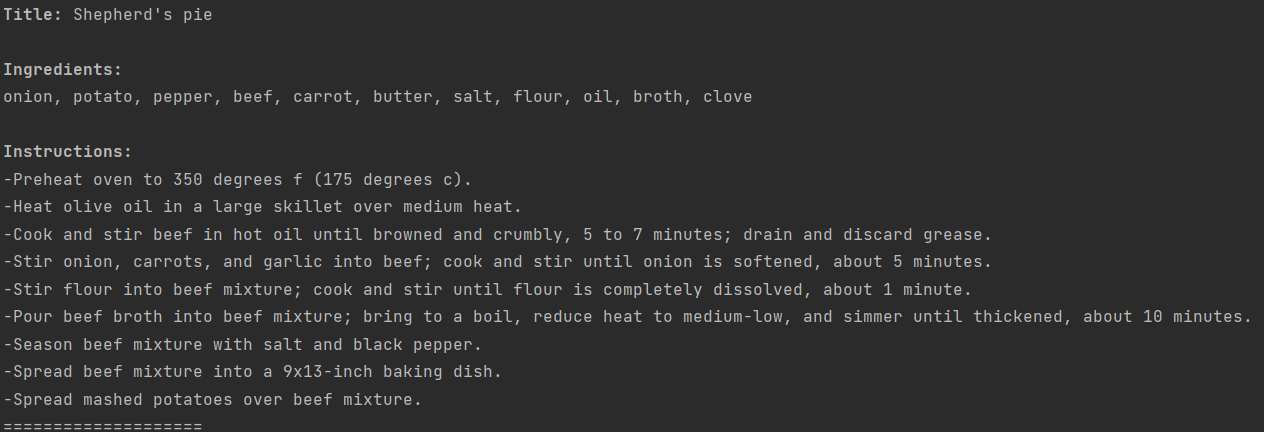 Title: Shepherd's pie
Ingredients:
onion, potato, pepper, beef, carrot, butter, salt, flour, oil, broth, clove
Instructions:
-Preheat oven to 350 degrees f (175 degrees c).
-Heat olive oil in a large skillet over medium heat.
-Cook and stir beef in hot oil until browned and crumbly, 5 to 7 minutes; drain and discard grease.
-Stir onion, carrots, and garlic into beef; cook and stir until onion is softened, about 5 minutes.
-Stir flour into beef mixture; cook and stir until flour is completely dissolved, about 1 minute.
-Pour beef broth into beef mixture; bring to a boil, reduce heat to medium-low, and simmer until thickened, about 10 minutes.
-Season beef mixture with salt and black pepper.
-Spread beef mixture into a 9x13-inch baking dish.
-Spread mashed potatoes over beef mixture.
====================